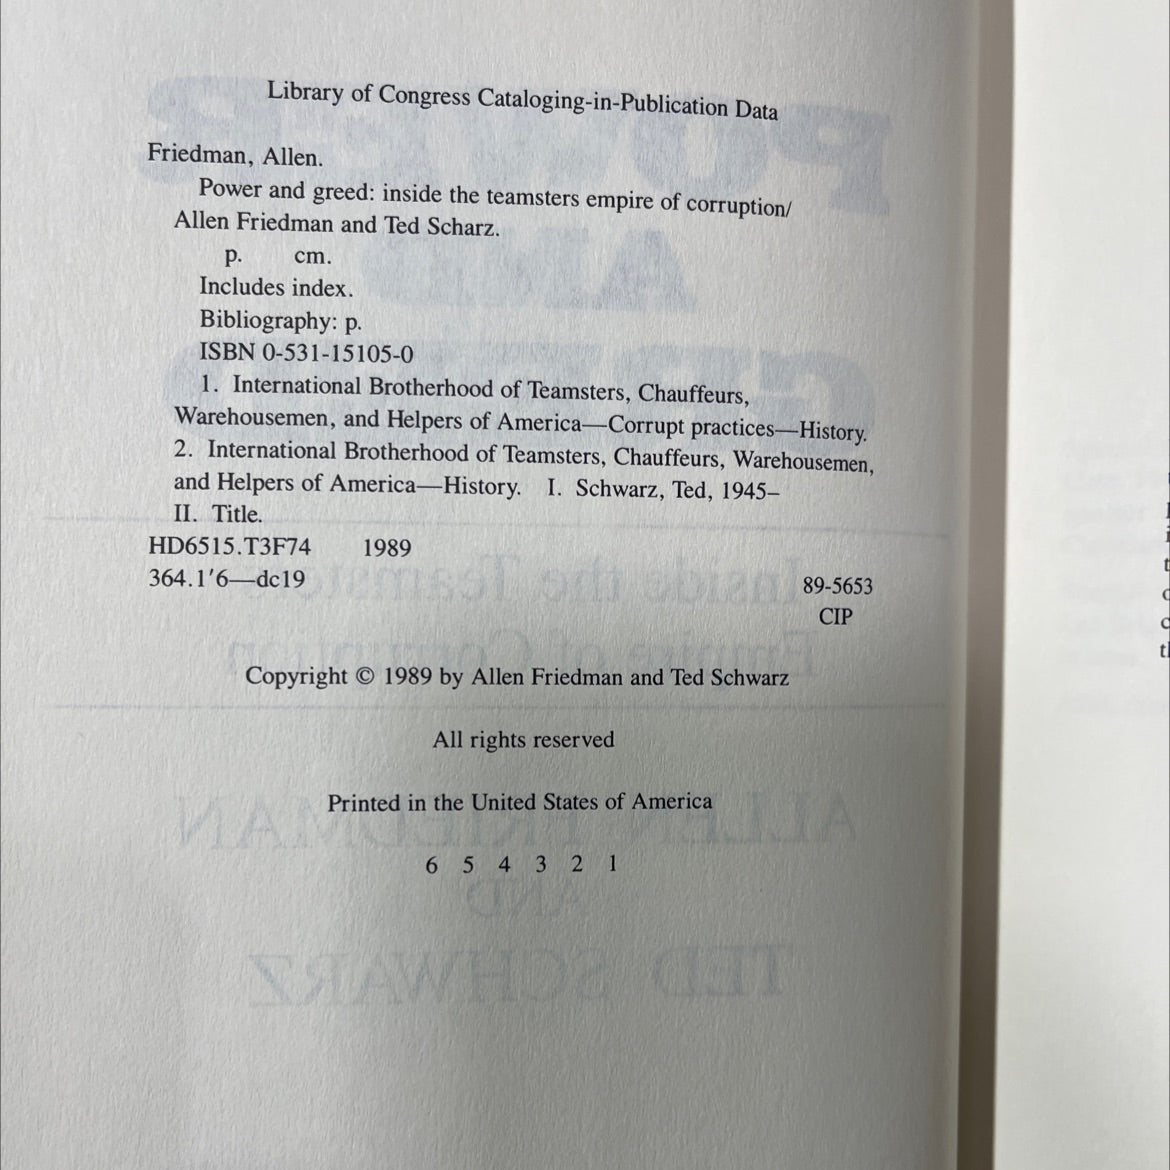 Library of Congress Cataloging-in-Publication Data
Friedman, Allen.
Power and greed: inside the teamsters empire of corruption/
Allen Friedman and Ted Scharz.
p. cm.
Includes index.
Bibliography: p.
ISBN 0-531-15105-0
1. International Brotherhood of Teamsters, Chauffeurs,
Warehousemen, and Helpers of America—Corrupt practices—History.
2. International Brotherhood of Teamsters, Chauffeurs, Warehousemen,
and Helpers of America—History. I. Schwarz, Ted, 1945–
II. Title.
HD6515.T3F74 1989
364.1'6—dc19 89-5653
CIP
Copyright © 1989 by Allen Friedman and Ted Schwarz
All rights reserved
Printed in the United States of America
6 5 4 3 2 1